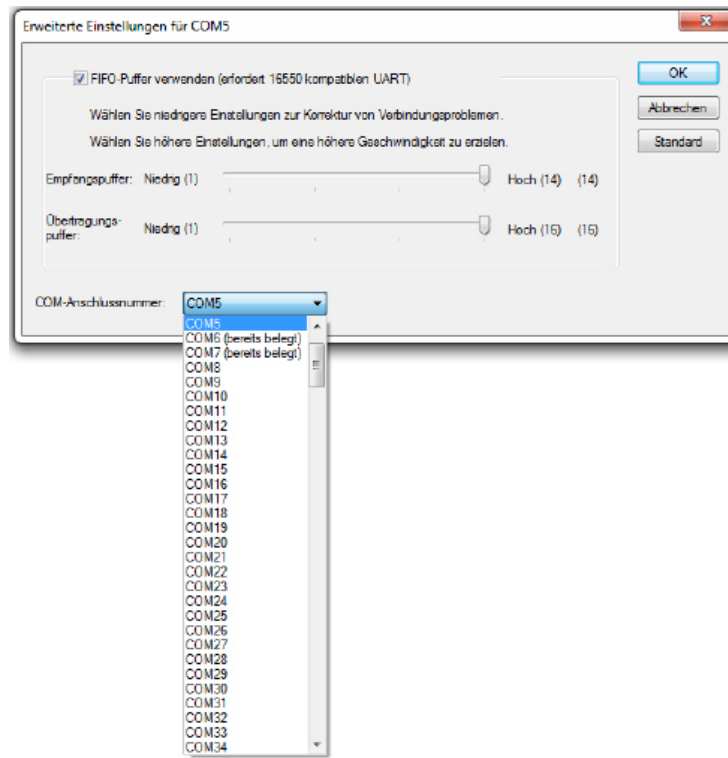 Erweiterte Einstellungen für COM5
FIFO-Puffer verwenden (erfordert 16550 kompatiblen UART)
OK
Wählen Sie niedrigere Einstellungen zur Korrektur von Verbindungsproblemen.
Abbrechen
Wählen Sie höhere Einstellungen, um eine höhere Geschwindigkeit zu erzielen.
Standard
Empfangspuffer: Niedrig (1) Hoch (14) (14)
Übertragungs-
puffer: Niedrig (1) Hoch (16) (16)
COM-Anschlussnummer: COM5
COM5
COM6 (bereits belegt)
COM7 (bereits belegt)
COM8
COM9
COM10
COM11
COM12
COM13
COM14
COM15
COM16
COM17
COM18
COM19
COM20
COM21
COM22
COM23
COM24
COM25
COM26
COM27
COM28
COM29
COM30
COM31
COM32
COM33
COM34